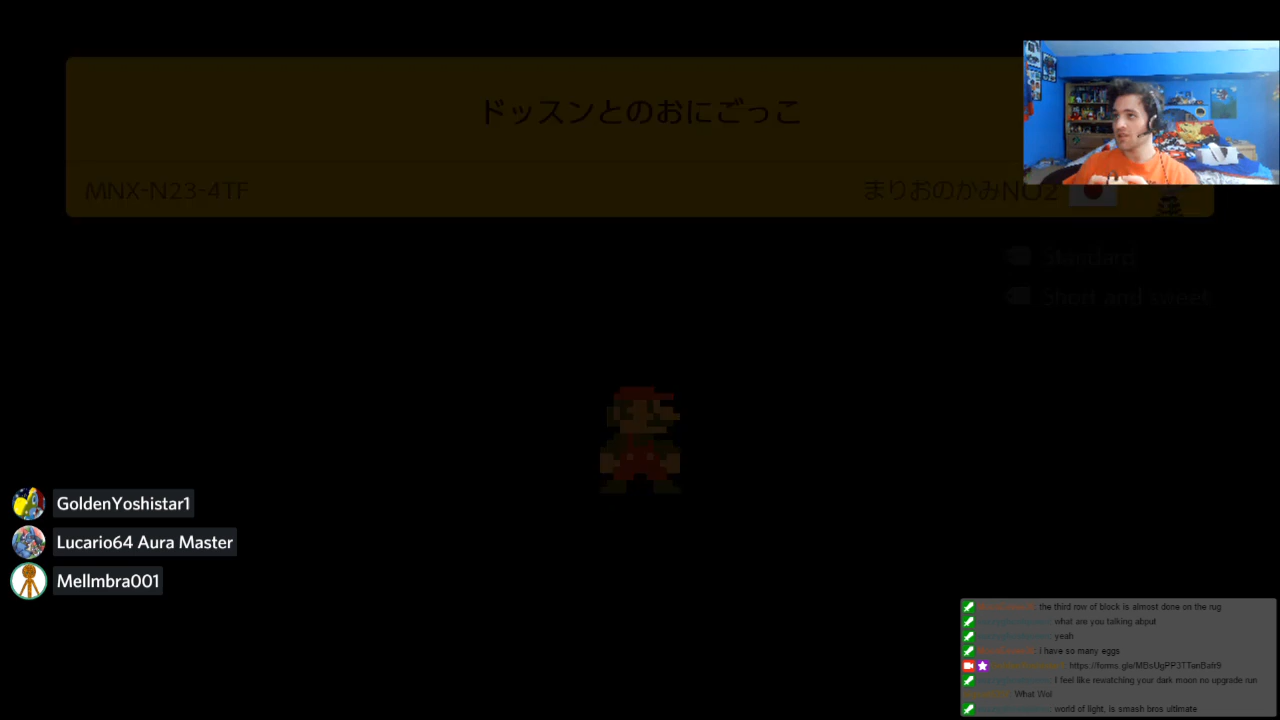 ドッスンとのおにごっこ
MNX-N23-4TF
まりおのかみNO2
Standard
Short and sweet
GoldenYoshistar1
Lucario64 Aura Master
Mellmbra001
the third row of block is almost done on the rug
what are you talking abput
yeah
i have so many eggs
https://forms.gle/MBsUgPP3TTanBafr9
I feel like rewatching your dark moon no upgrade run
What Wol
world of light, is smash bros ultimate